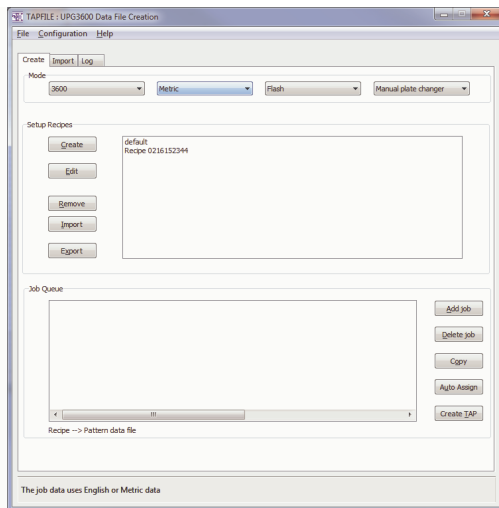 TAPFILE : UPG3600 Data File Creation
File Configuration Help
Create Import Log
Mode
3600 Metric Flash Manual plate changer
Setup Recipes
Create
default
Recipe 0216152344
Edit
Remove
Import
Export
Job Queue
Add job
Delete job
Copy
Auto Assign
Create TAP
Recipe --> Pattern data file
The job data uses English or Metric data